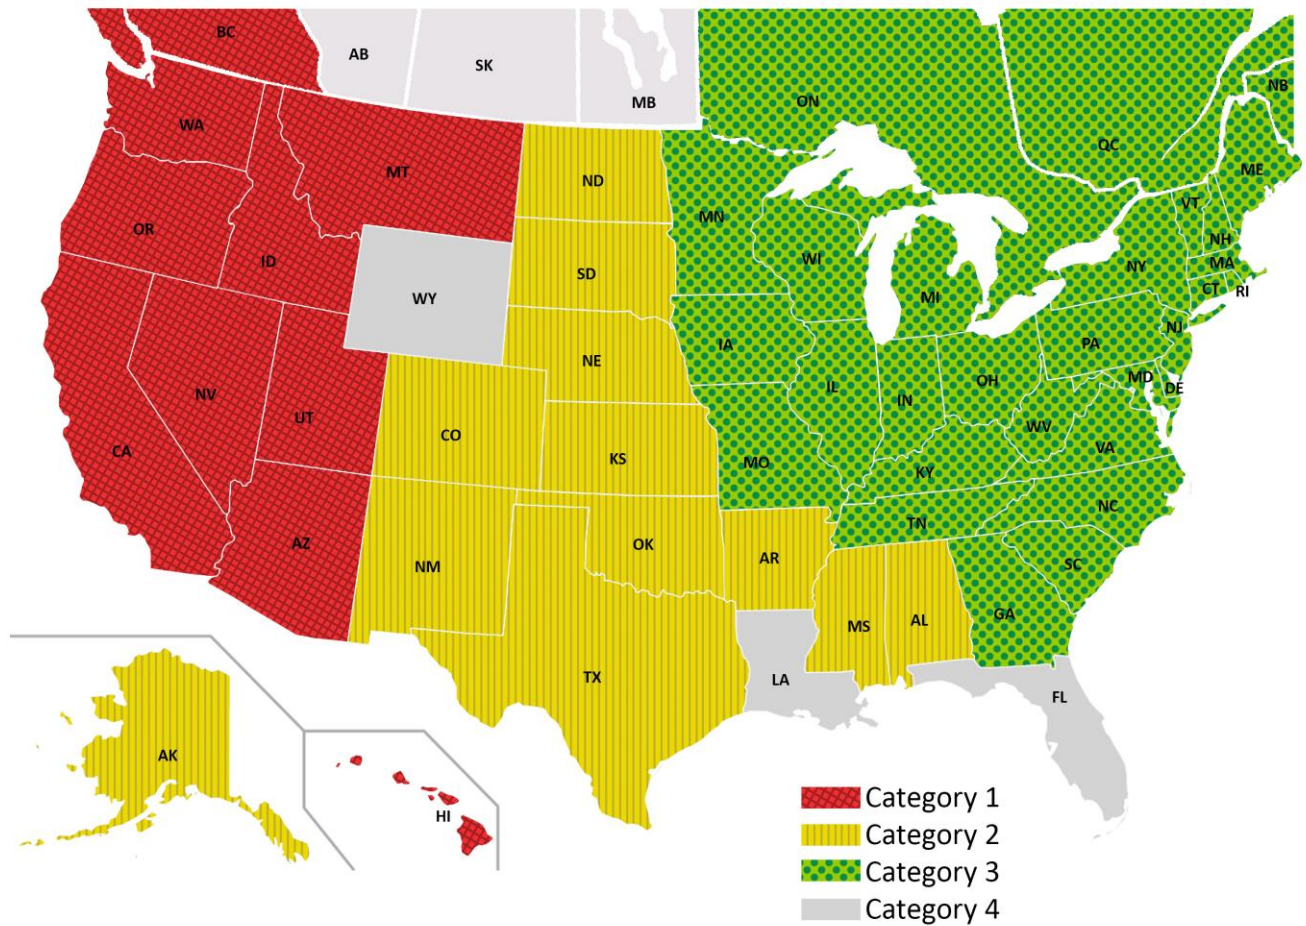 BC
AB
SK
MB
ON
QC
NB
WA
MT
ND
MN
ME
VT
OR
ID
WY
SD
WI
MI
NY
NH
MA
CT
RI
NV
UT
CA
CO
NE
IA
IL
IN
OH
PA
NJ
MD
DE
WV
VA
KS
MO
KY
AZ
NM
OK
AR
TN
NC
SC
TX
LA
MS
AL
GA
FL
AK
HI
Category 1
Category 2
Category 3
Category 4